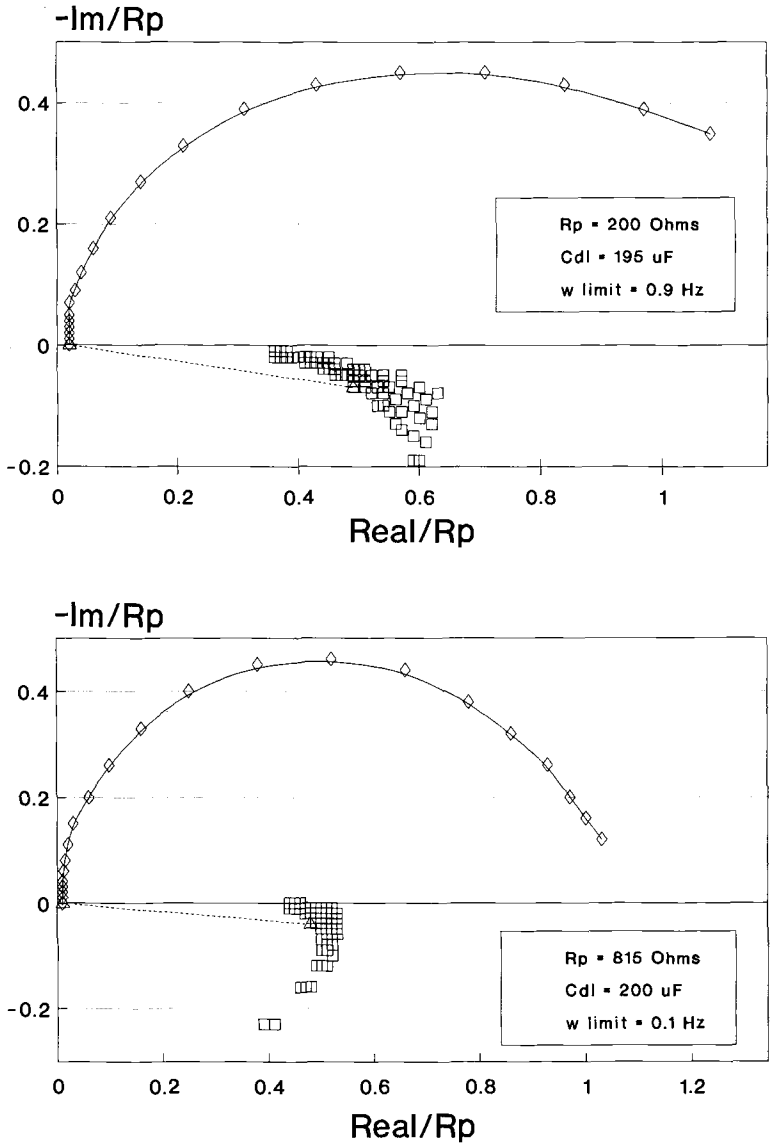 -Im/Rp
0.4
0.2
0
-0.2
0 0.2 0.4 0.6 0.8 1
Real/Rp
Rp = 200 Ohms
Cdl = 195 uF
w limit = 0.9 Hz
-Im/Rp
0.4
0.2
0
-0.2
0 0.2 0.4 0.6 0.8 1 1.2
Real/Rp
Rp = 815 Ohms
Cdl = 200 uF
w limit = 0.1 Hz